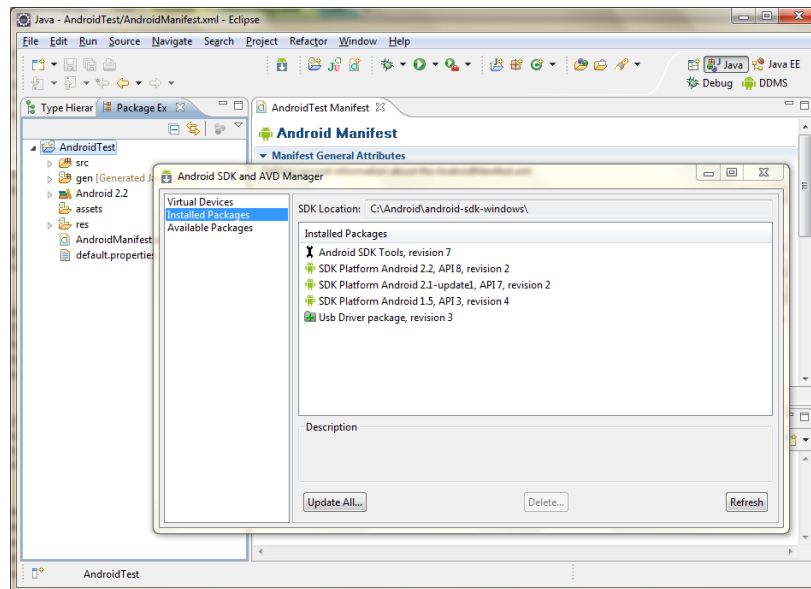 Java - AndroidTest/AndroidManifest.xml - Eclipse
File Edit Run Source Navigate Search Project Refactor Window Help
Java Java EE
Debug DDMS
Type Hierar Package Ex
AndroidTest Manifest
AndroidTest
src
gen [Generated J
Android 2.2
assets
res
AndroidManifest
default.properties
Android Manifest
Manifest General Attributes
Android SDK and AVD Manager
Virtual Devices
Installed Packages
Available Packages
SDK Location: C:\Android\android-sdk-windows\
Installed Packages
Android SDK Tools, revision 7
SDK Platform Android 2.2, API 8, revision 2
SDK Platform Android 2.1-update1, API 7, revision 2
SDK Platform Android 1.5, API 3, revision 4
Usb Driver package, revision 3
Description
Update All...
Delete...
Refresh
AndroidTest